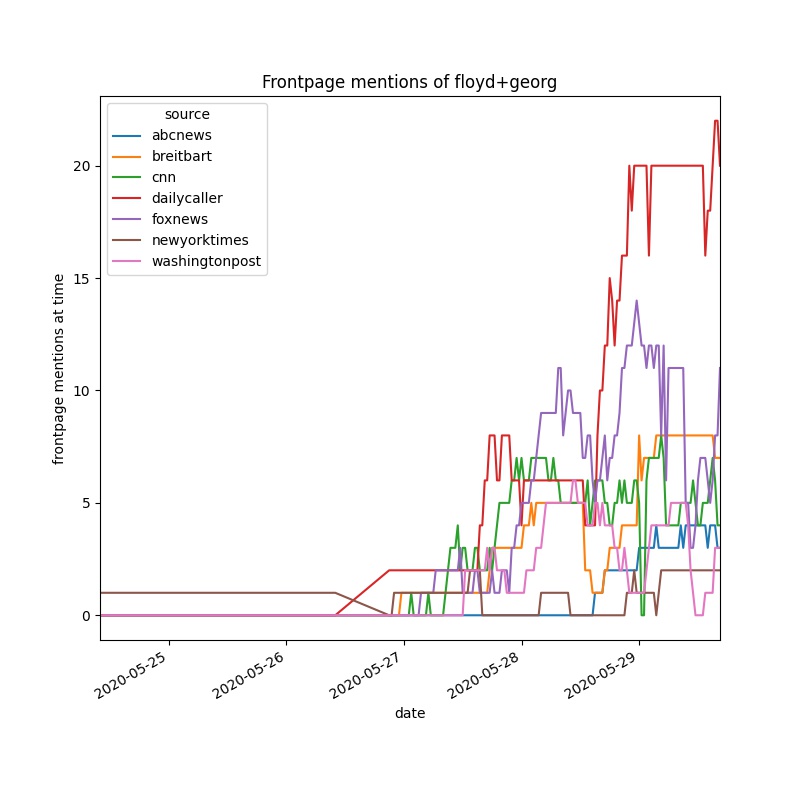 Frontpage mentions of floyd+georg
source
abcnews
breitbart
cnn
dailycaller
foxnews
newyorktimes
washingtonpost
frontpage mentions at time
20
15
10
5
0
2020-05-25
2020-05-26
2020-05-27
2020-05-28
2020-05-29
date